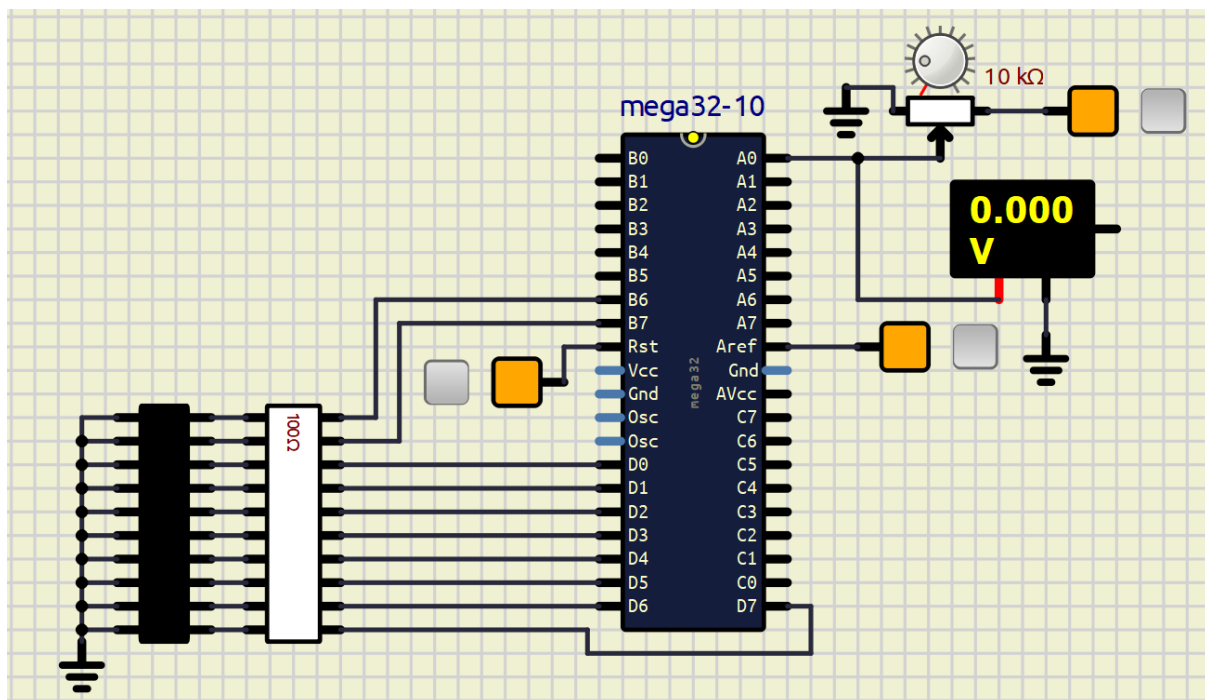 10 kΩ
mega32-10
B0 A0
B1 A1
B2 A2
B3 A3
B4 A4
B5 A5
B6 A6
B7 A7
Rst Aref
Vcc Gnd
Gnd AVcc
Osc C7
Osc C6
D0 C5
D1 C4
D2 C3
D3 C2
D4 C1
D5 C0
D6 D7
mega32
0.000
V
100Ω